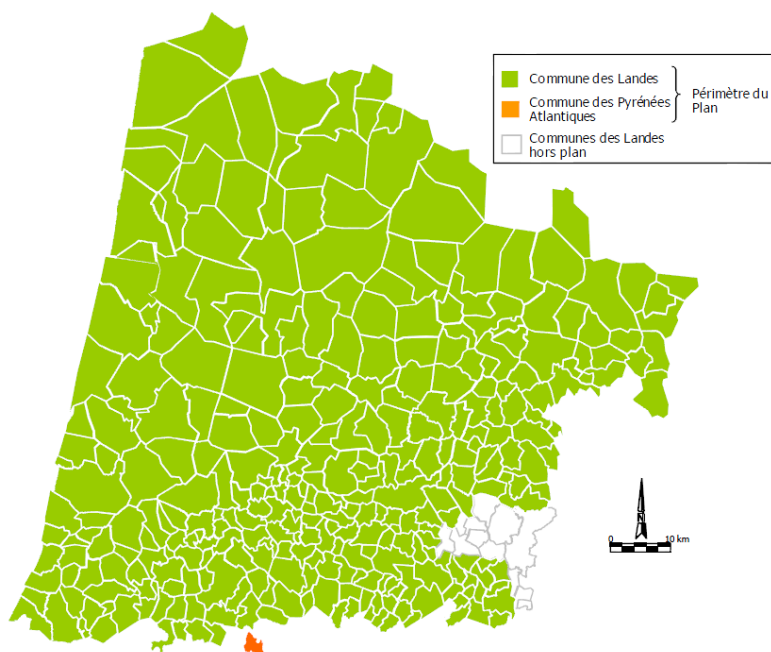 Commune des Landes
Commune des Pyrénées
Atlantiques
Périmètre du
Plan
Communes des Landes
hors plan
N
0 10 km